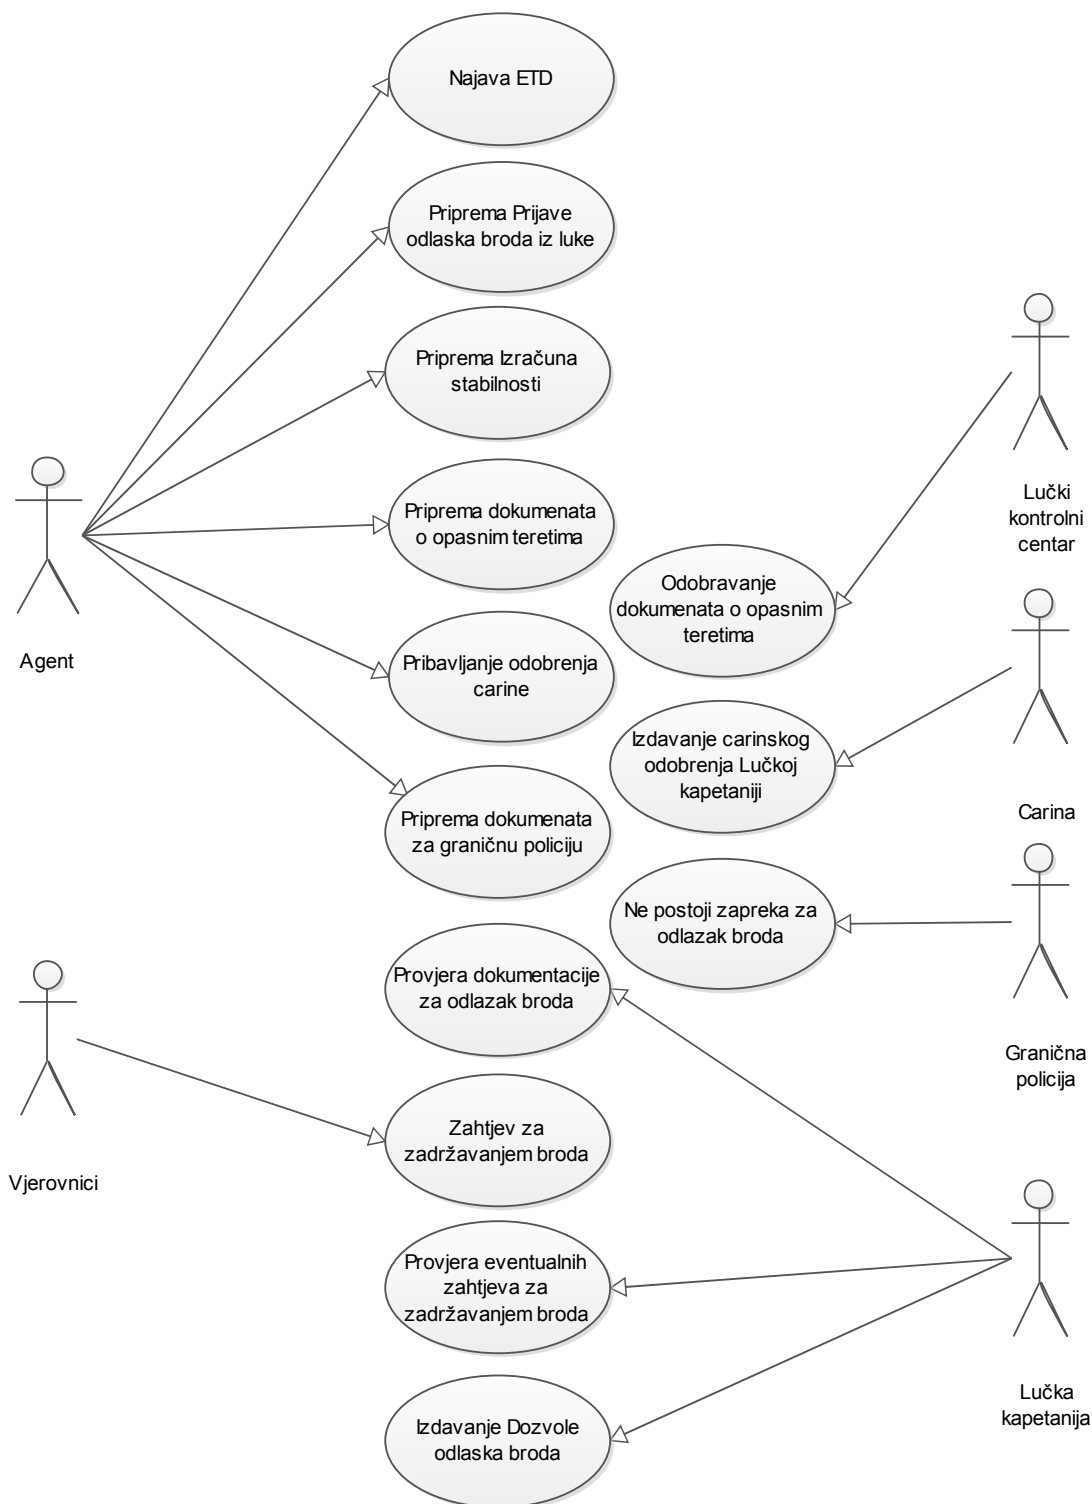 Najava ETD
Priprema Prijave
odlaska broda iz luke
Priprema Izračuna
stabilnosti
Priprema dokumenata
o opasnim teretima
Lučki
kontrolni
centar
Odobravanje
dokumenata o opasnim
teretima
Agent
Pribavljanje odobrenja
carine
Izdavanje carinskog
odobrenja Lučkoj
kapetaniji
Carina
Priprema dokumenata
za graničnu policiju
Ne postoji zapreka za
odlazak broda
Provjera dokumentacije
za odlazak broda
Granična
policija
Zahtjev za
zadržavanjem broda
Vjerovnici
Provjera eventualnih
zahtjeva za
zadržavanjem broda
Lučka
kapetanija
Izdavanje Dozvole
odlaska broda